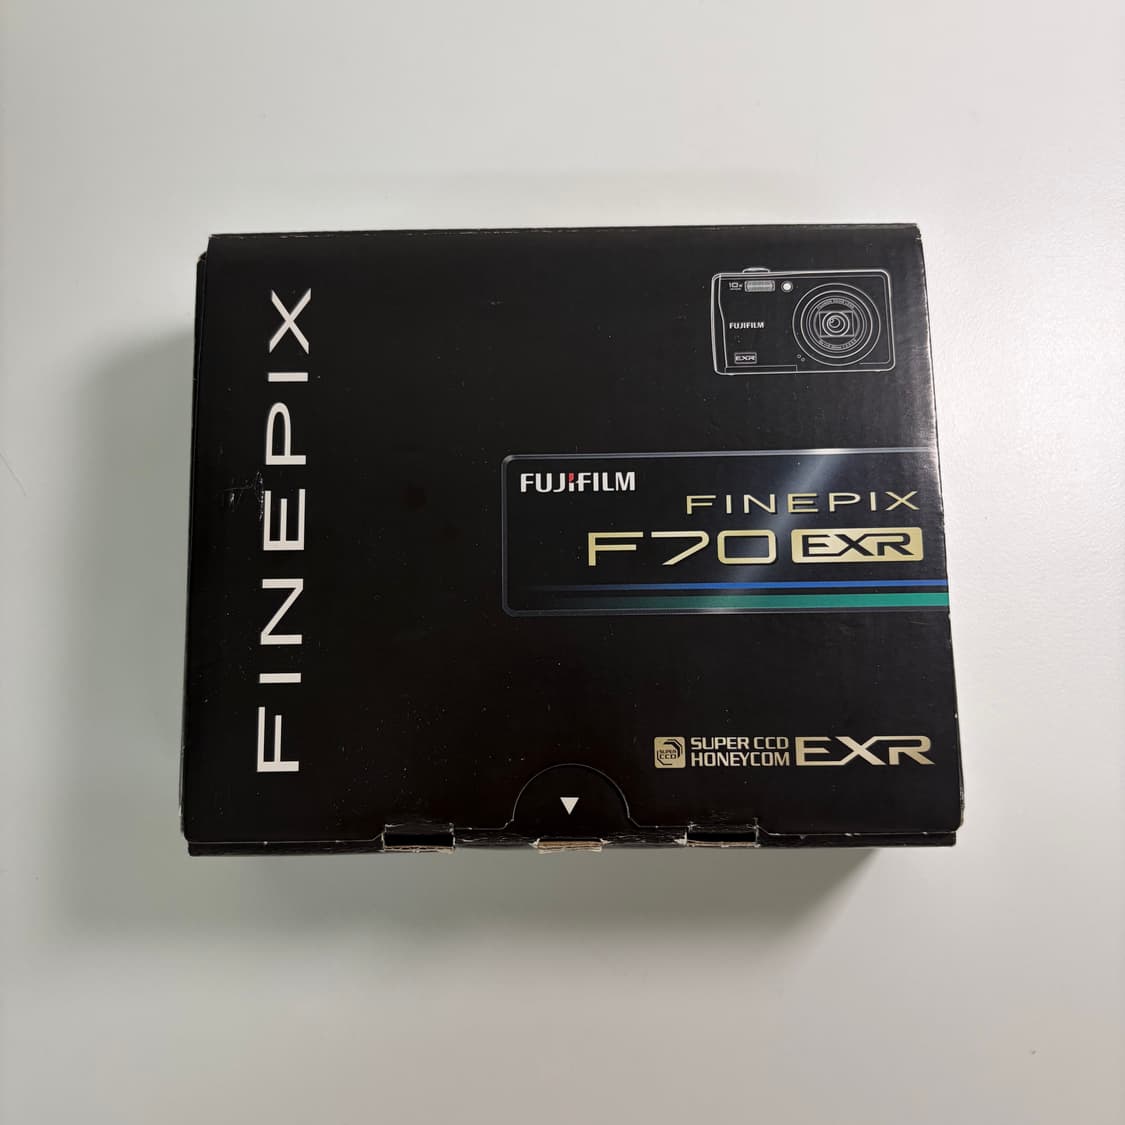 FINEPIX
10x
FUJIFILM
EXR
FUJIFILM
FINEPIX
F70 EXR
SUPER CCD
SUPER CCD
HONEYCOM EXR